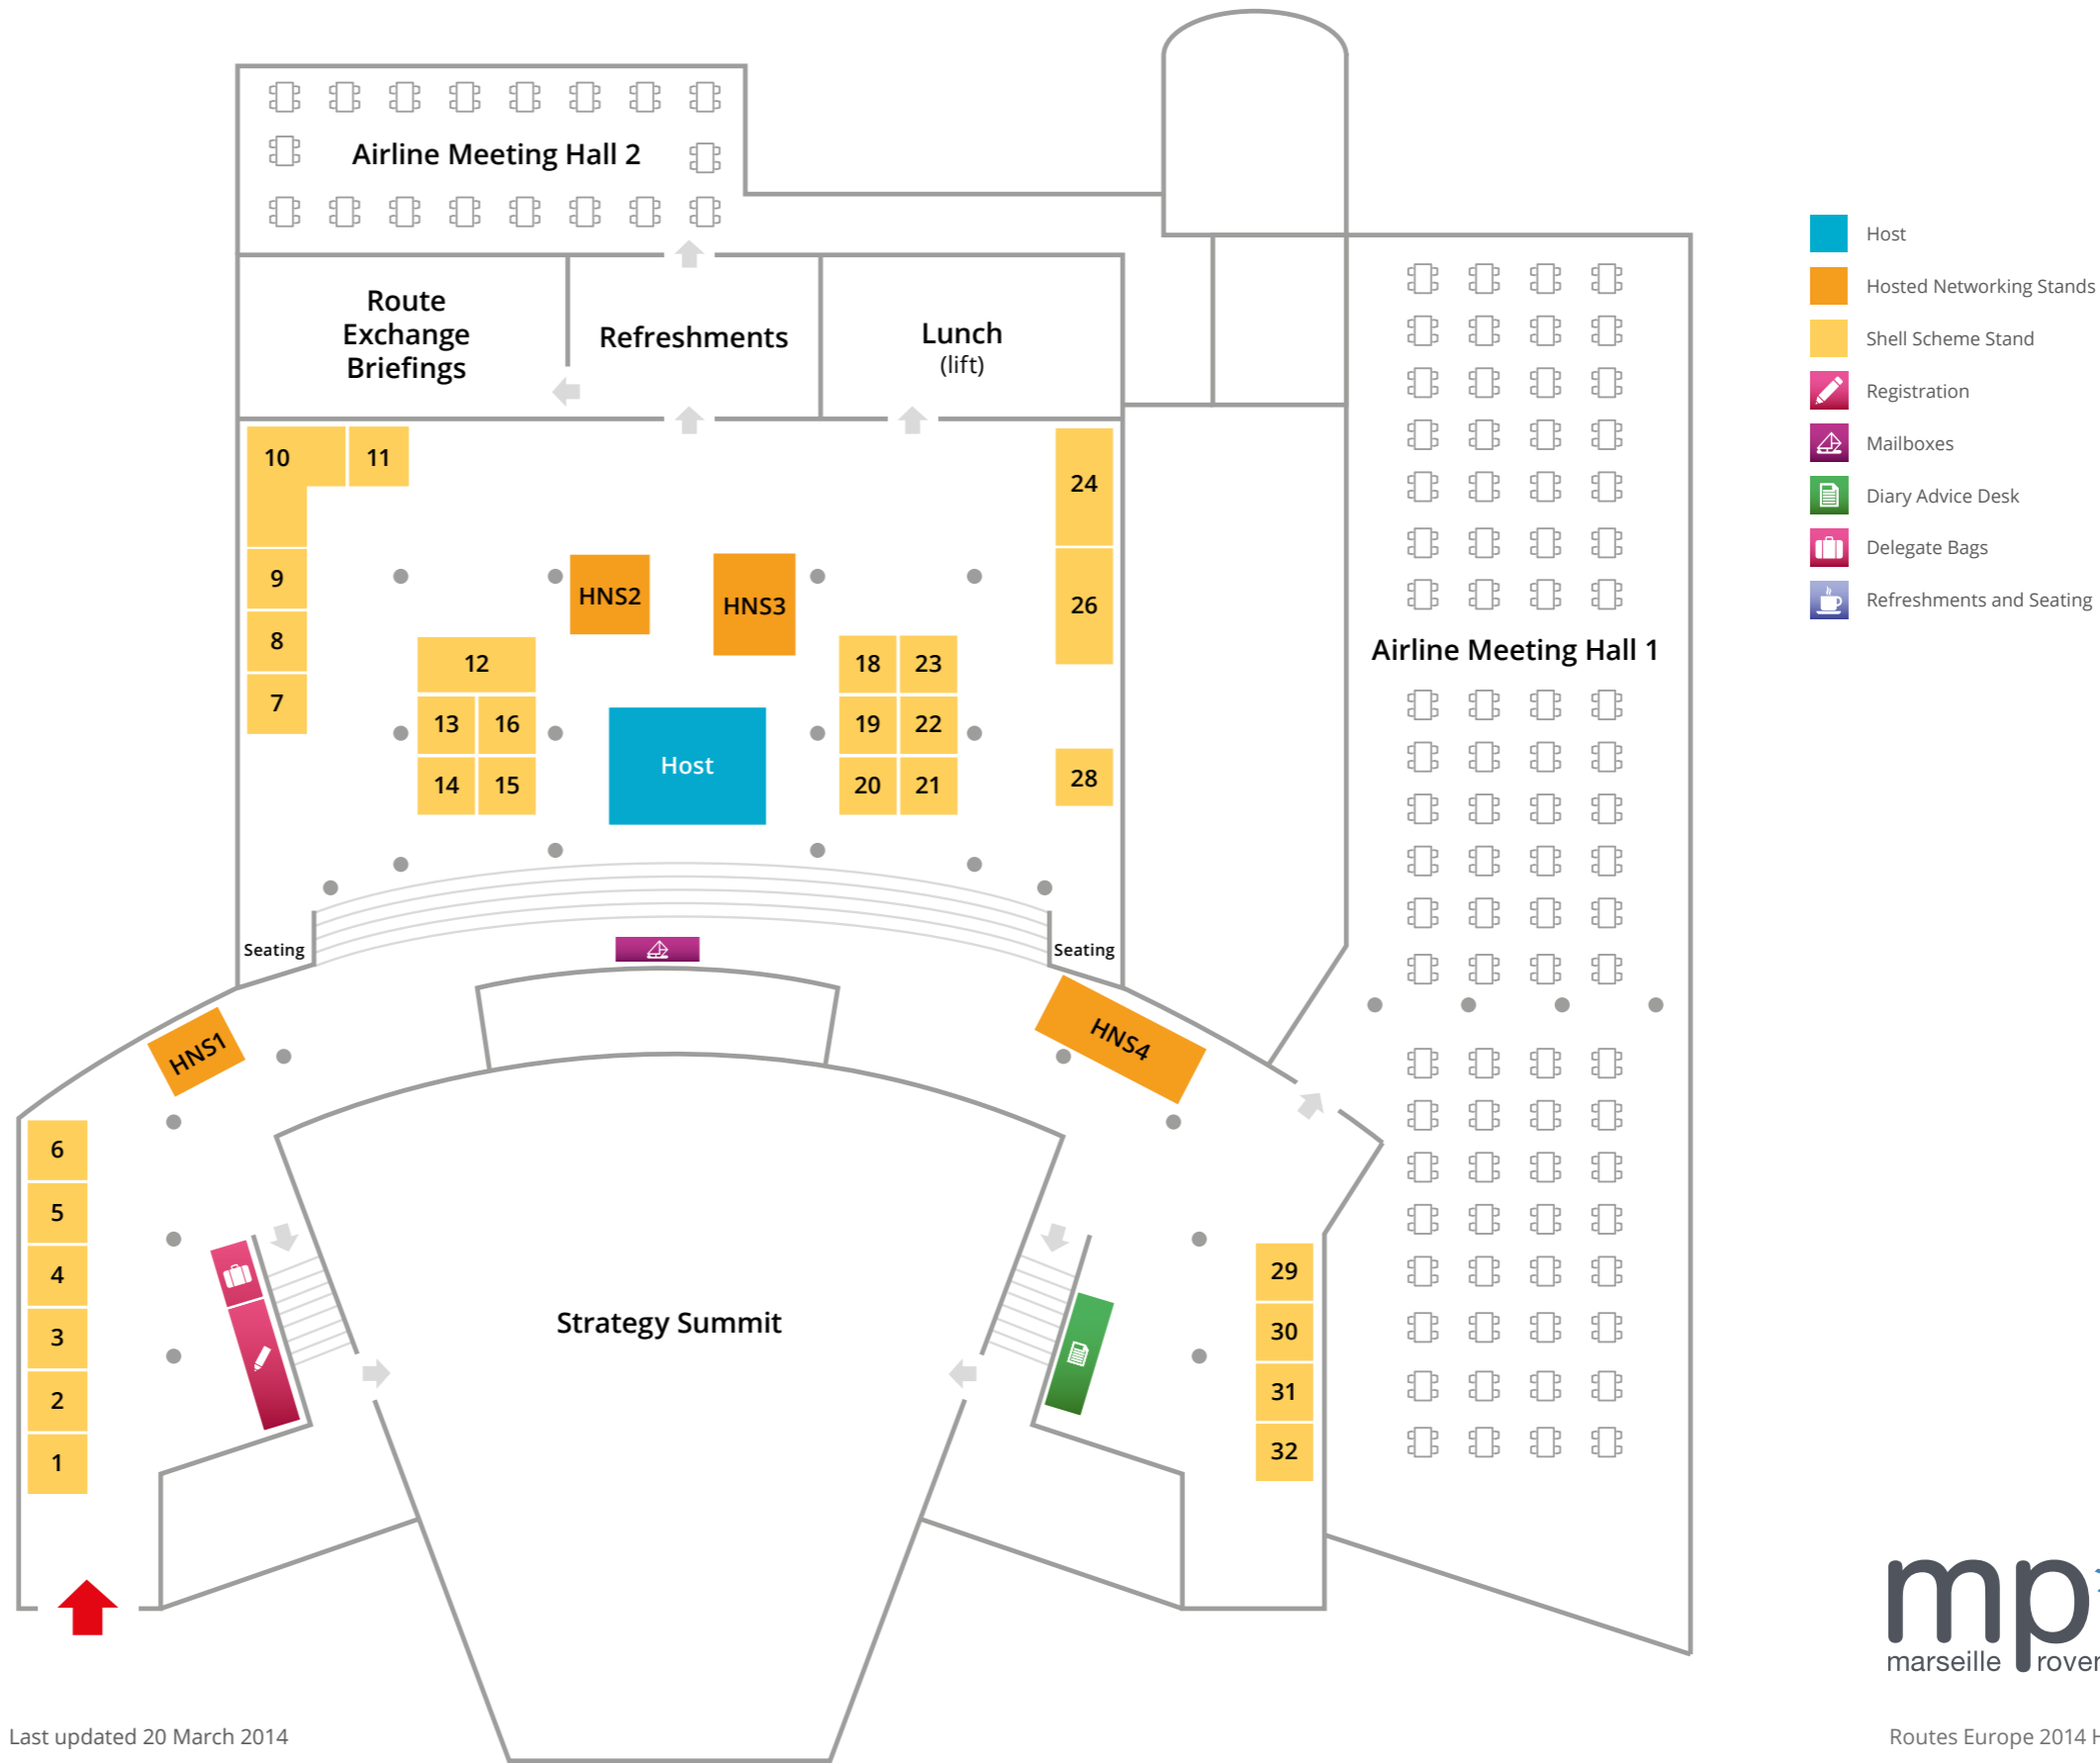 Airline Meeting Hall 2
Route
Exchange
Briefings
Refreshments
Lunch
(lift)
10
11
9
8
7
HNS2
HNS3
12
13
16
14
15
Host
18
23
19
22
20
21
24
26
28
Seating
Seating
HNS1
HNS4
6
5
4
3
2
1
Strategy Summit
29
30
31
32
Airline Meeting Hall 1
Host
Hosted Networking Stands
Shell Scheme Stand
Registration
Mailboxes
Diary Advice Desk
Delegate Bags
Refreshments and Seating
mp
marseille
Last updated 20 March 2014
Routes Europe 2014